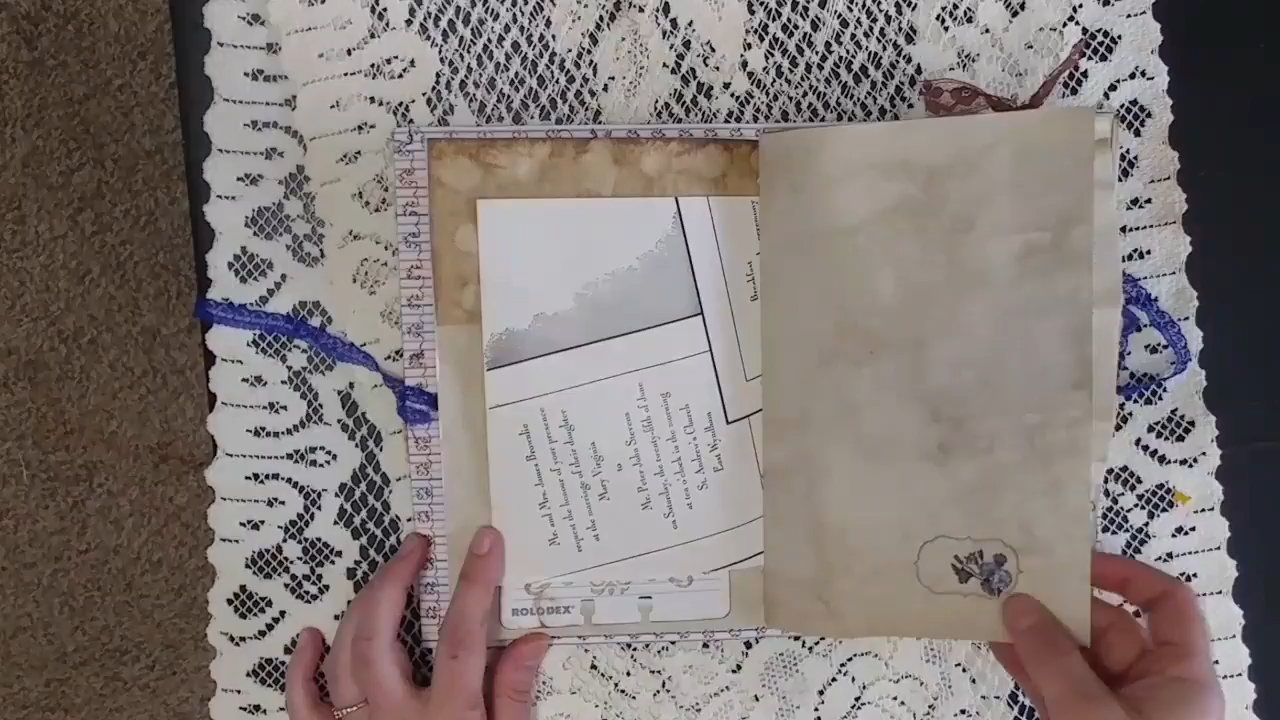 Mr. and Mrs. James Brownlie
request the honour of your presence
at the marriage of their daughter
Mary Virginia
to
Mr. Peter John Stevens
on Saturday, the twenty-fifth of June
at ten o'clock in the morning
St. Andrew's Church
East Wyndham
Breakfast
ROLODEX